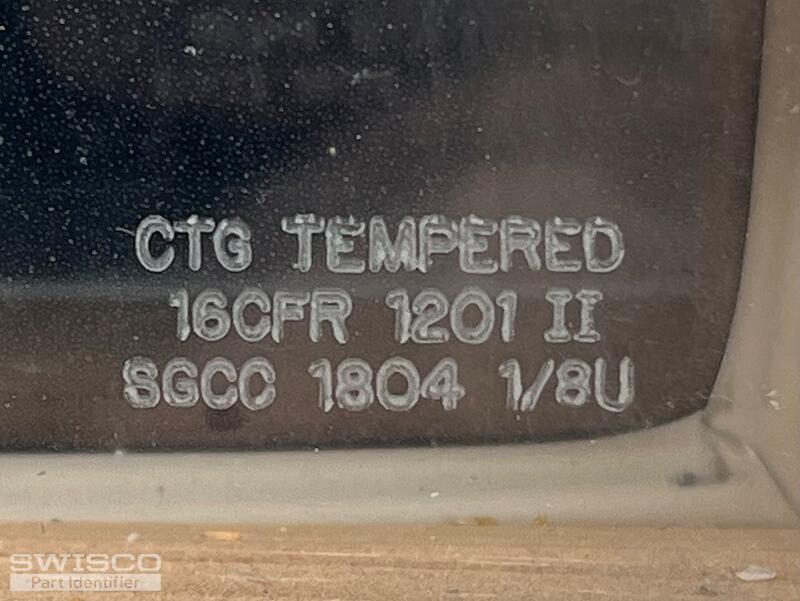 CTG TEMPERED
16CFR 1201 II
SGCC 1804 1/8U
SWISCO
Part Identifier